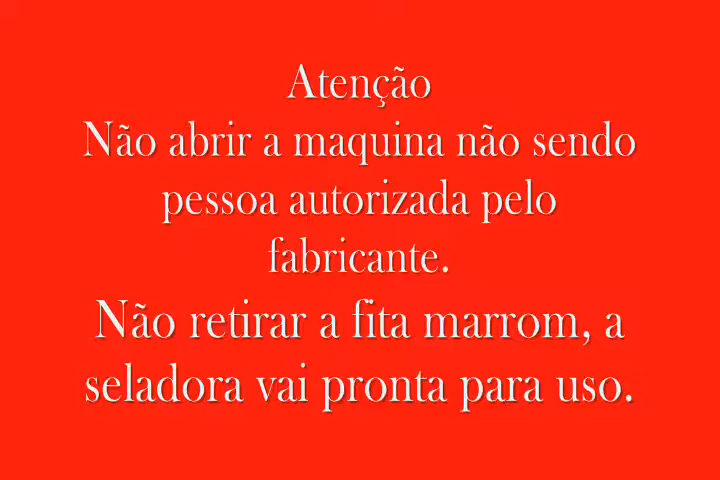 Atenção
Não abrir a maquina não sendo
pessoa autorizada pelo
fabricante.
Não retirar a fita marrom, a
seladora vai pronta para uso.